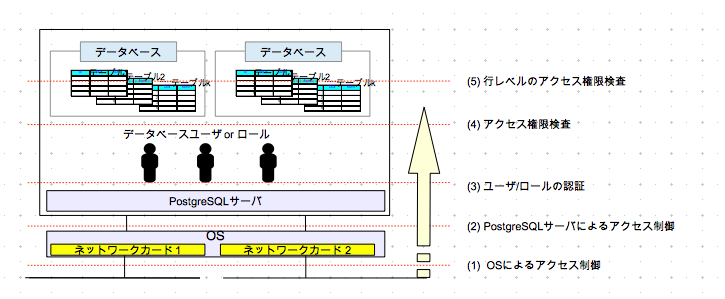 データベース
データベース
テーブル
テーブル2
テーブルx
テーブル
テーブル2
テーブルx
(5) 行レベルのアクセス権限検査
(4) アクセス権限検査
データベースユーザ or ロール
(3) ユーザ/ロールの認証
PostgreSQLサーバ
(2) PostgreSQLサーバによるアクセス制御
OS
ネットワークカード 1
ネットワークカード 2
(1) OSによるアクセス制御